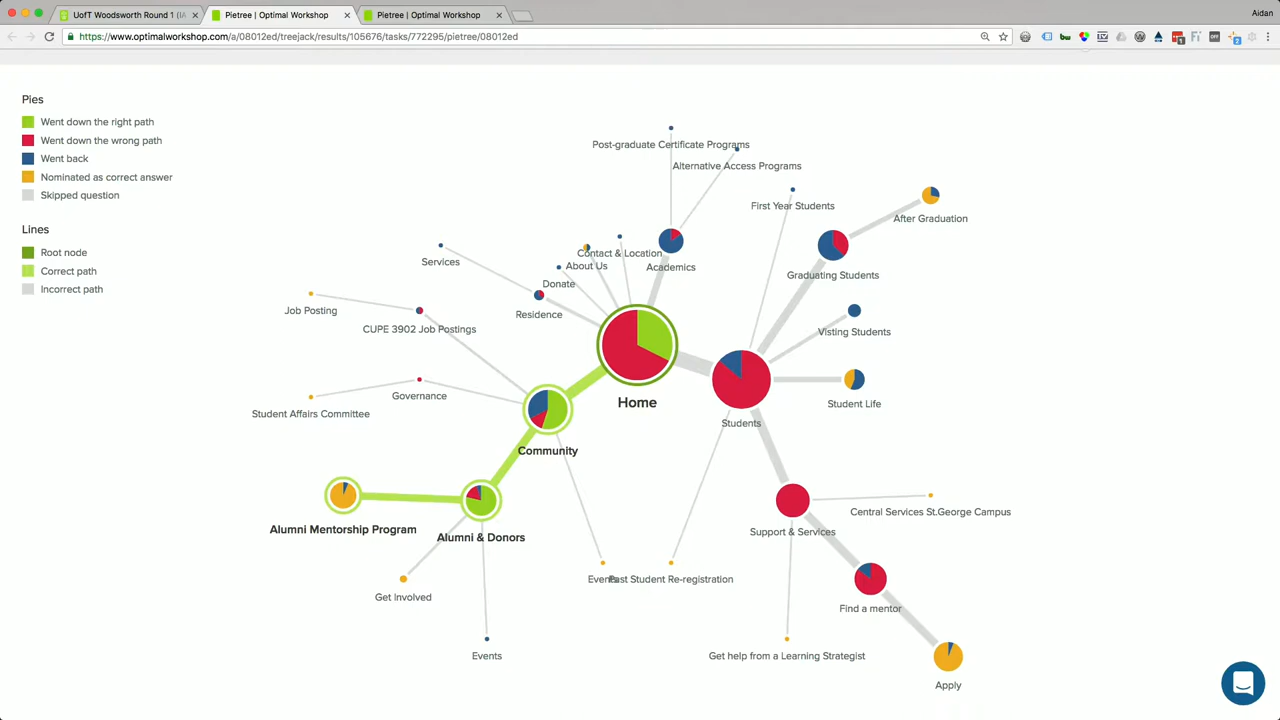 UofT Woodsworth Round 1 (IA
Pietree | Optimal Workshop
Pietree | Optimal Workshop
Aidan
https://www.optimalworkshop.com/a/08012ed/treejack/results/105676/tasks/772295/pietree/08012ed
Pies
Went down the right path
Went down the wrong path
Went back
Nominated as correct answer
Skipped question
Lines
Root node
Correct path
Incorrect path
Post-graduate Certificate Programs
Alternative Access Programs
First Year Students
After Graduation
Services
Contact & Location
About Us
Academics
Graduating Students
Donate
Job Posting
Residence
CUPE 3902 Job Postings
Visting Students
Governance
Home
Student Life
Student Affairs Committee
Students
Community
Central Services St.George Campus
Alumni Mentorship Program
Alumni & Donors
Support & Services
Events
Past Student Re-registration
Get Involved
Find a mentor
Events
Get help from a Learning Strategist
Apply